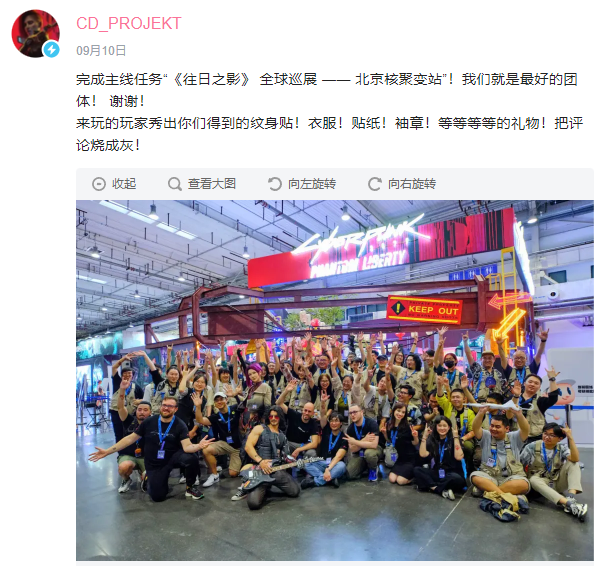 CD_PROJEKT
09月10日
完成主线任务“《往日之影》 全球巡展 —— 北京核聚变站”！我们就是最好的团
体！ 谢谢！
来玩的玩家秀出你们得到的纹身贴！衣服！贴纸！袖章！等等等等的礼物！把评
论烧成灰！
收起 查看大图 向左旋转 向右旋转
CYBERPUNK
PHANTOM LIBERTY
! KEEP OUT